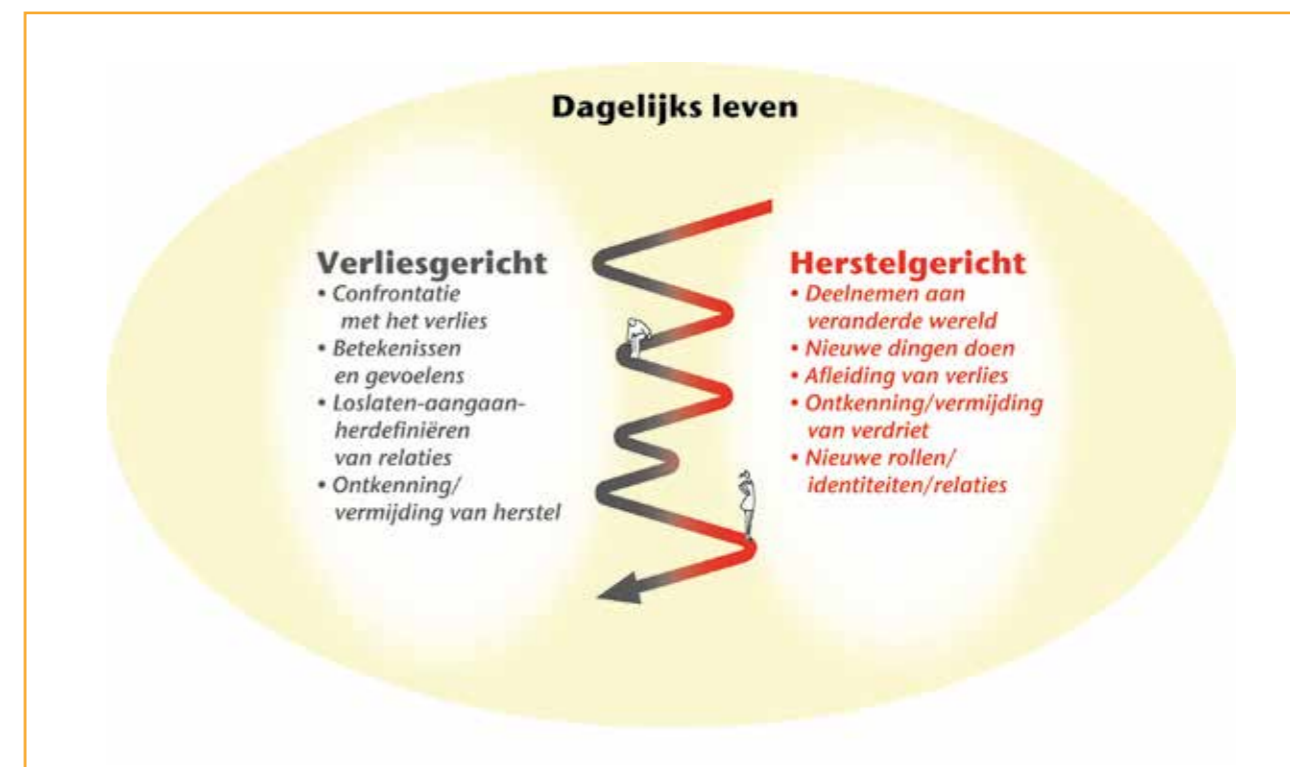 Dagelijks leven
Verliesgericht
• Confrontatie
met het verlies
• Betekenissen
en gevoelens
• Loslaten-aangaan-
herdefiniëren
van relaties
• Ontkenning/
vermijding van herstel
Herstelgericht
• Deelnemen aan
veranderde wereld
• Nieuwe dingen doen
• Afleiding van verlies
• Ontkenning/vermijding
van verdriet
• Nieuwe rollen/
identiteiten/relaties